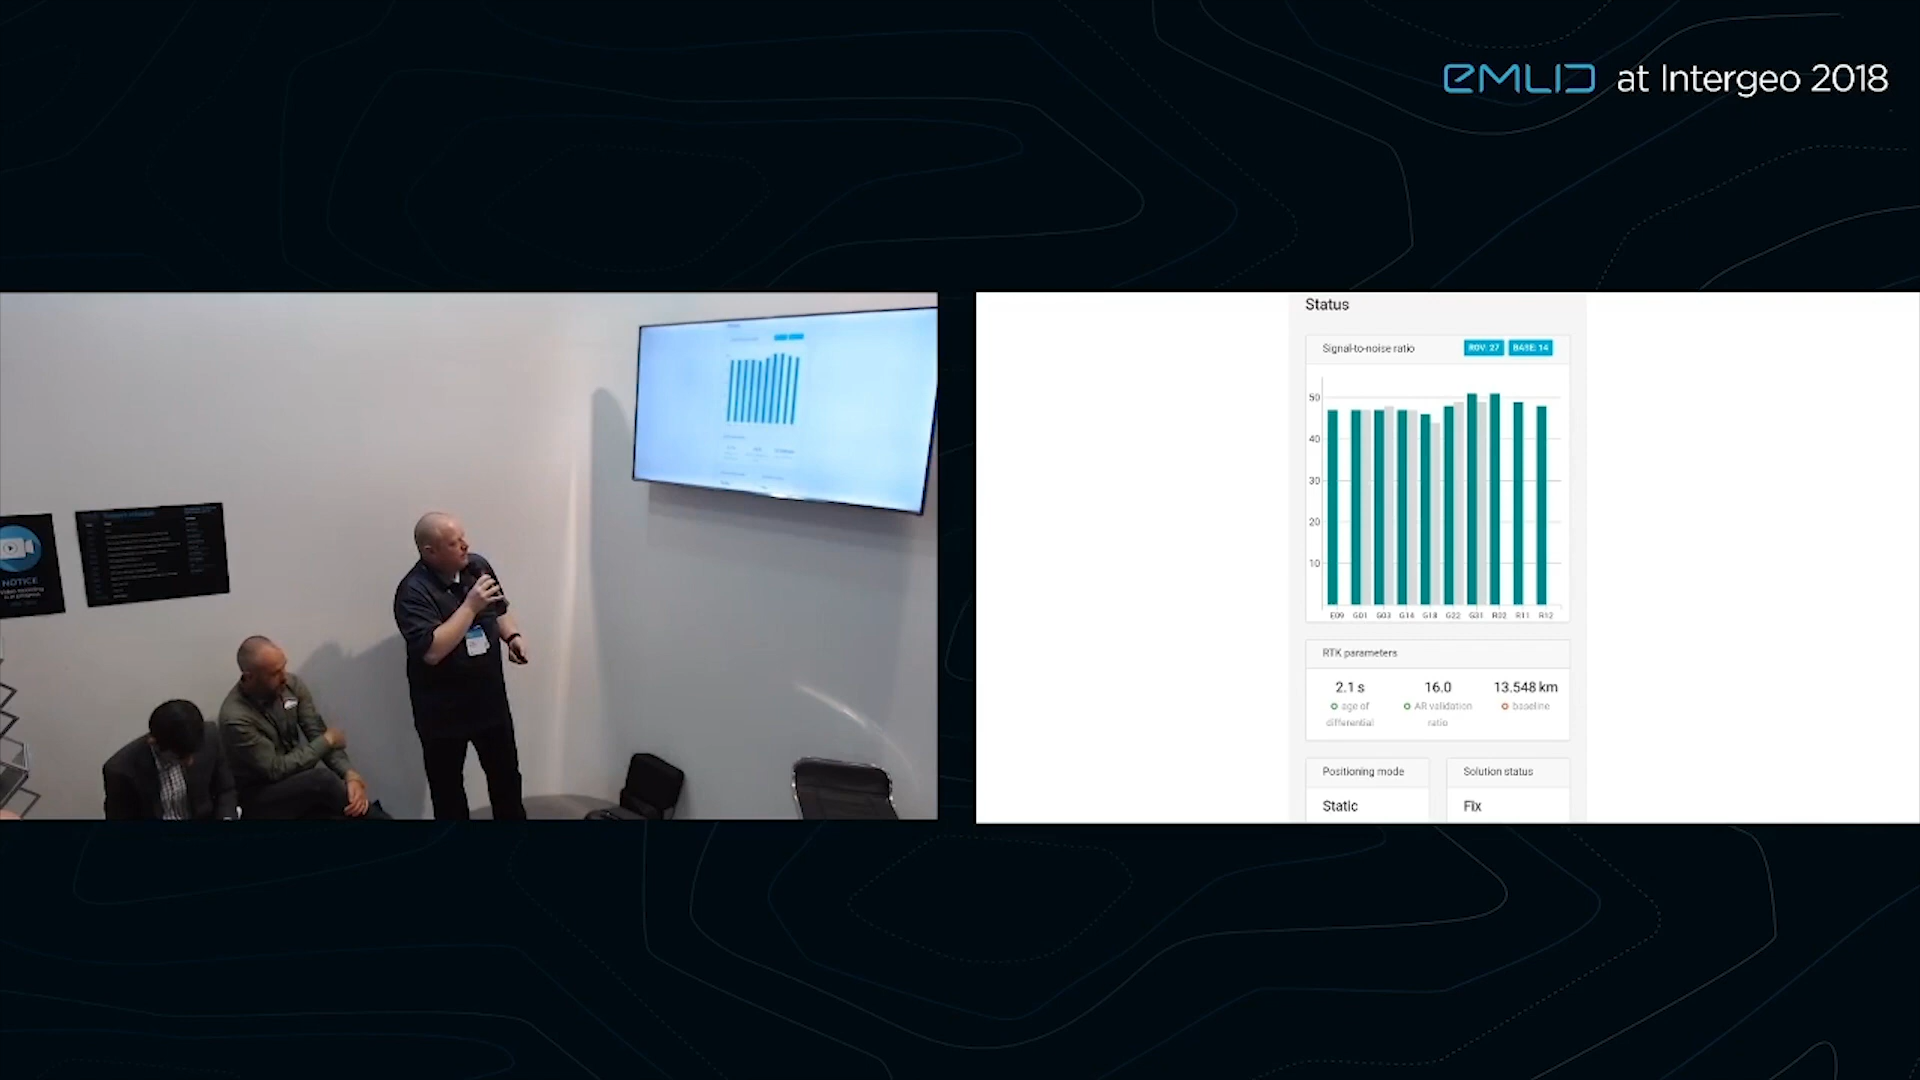 emlid at Intergeo 2018
Status
Signal-to-noise ratio
ROV: 27
BASE: 14
50
40
30
20
10
E09 G01 G03 G14 G18 G22 G31 R02 R11 R12
RTK parameters
2.1 s
16.0
13.548 km
age of
differential
AR validation
ratio
baseline
Positioning mode
Solution status
Static
Fix
NOTICE